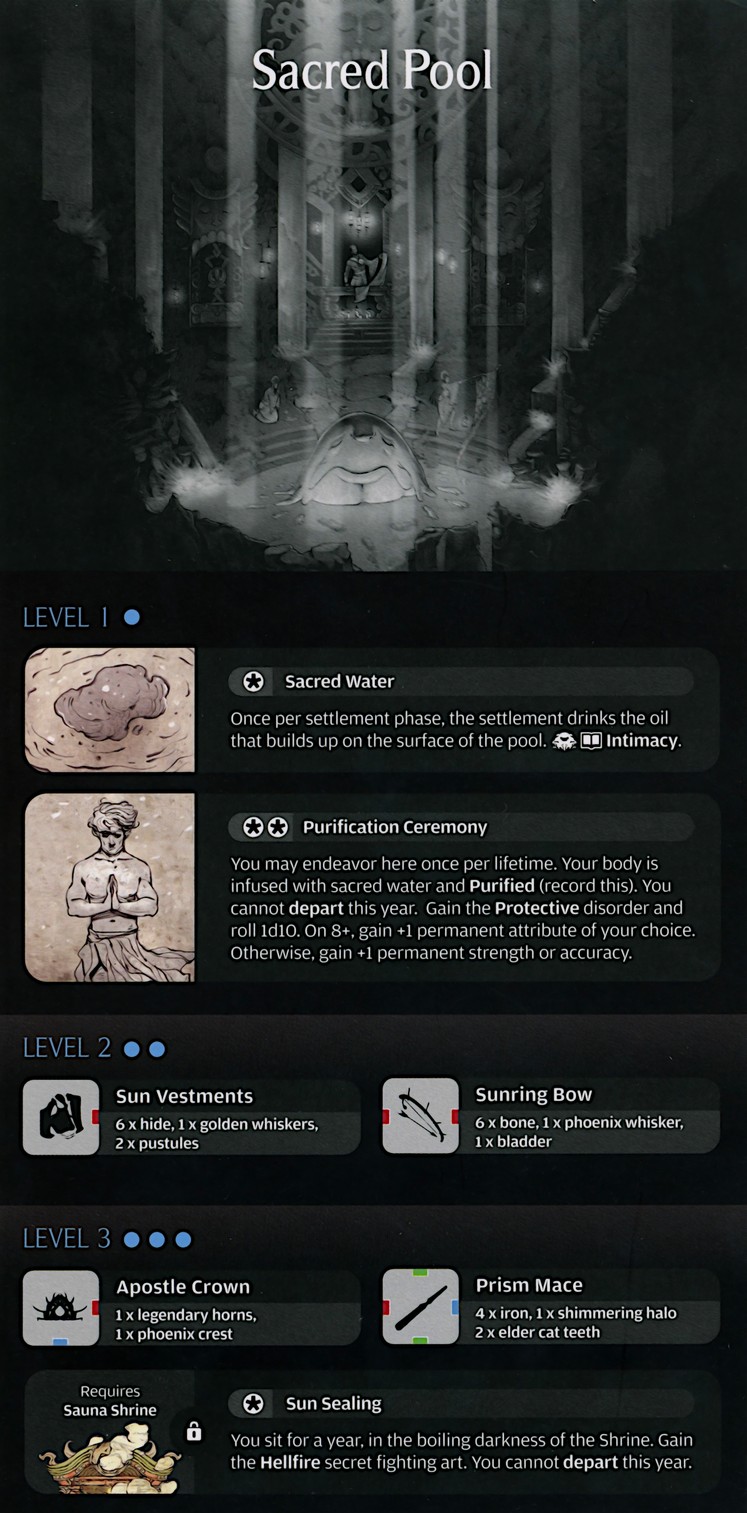 Sacred Pool
LEVEL 1
Sacred Water
Once per settlement phase, the settlement drinks the oil
that builds up on the surface of the pool. Intimacy.
Purification Ceremony
You may endeavor here once per lifetime. Your body is
infused with sacred water and Purified (record this). You
cannot depart this year. Gain the Protective disorder and
roll 1d10. On 8+, gain +1 permanent attribute of your choice.
Otherwise, gain +1 permanent strength or accuracy.
LEVEL 2
Sun Vestments
6 x hide, 1 x golden whiskers,
2 x pustules
Sunring Bow
6 x bone, 1 x phoenix whisker,
1 x bladder
LEVEL 3
Apostle Crown
1 x legendary horns,
1 x phoenix crest
Prism Mace
4 x iron, 1 x shimmering halo
2 x elder cat teeth
Requires
Sauna Shrine
Sun Sealing
You sit for a year, in the boiling darkness of the Shrine. Gain
the Hellfire secret fighting art. You cannot depart this year.